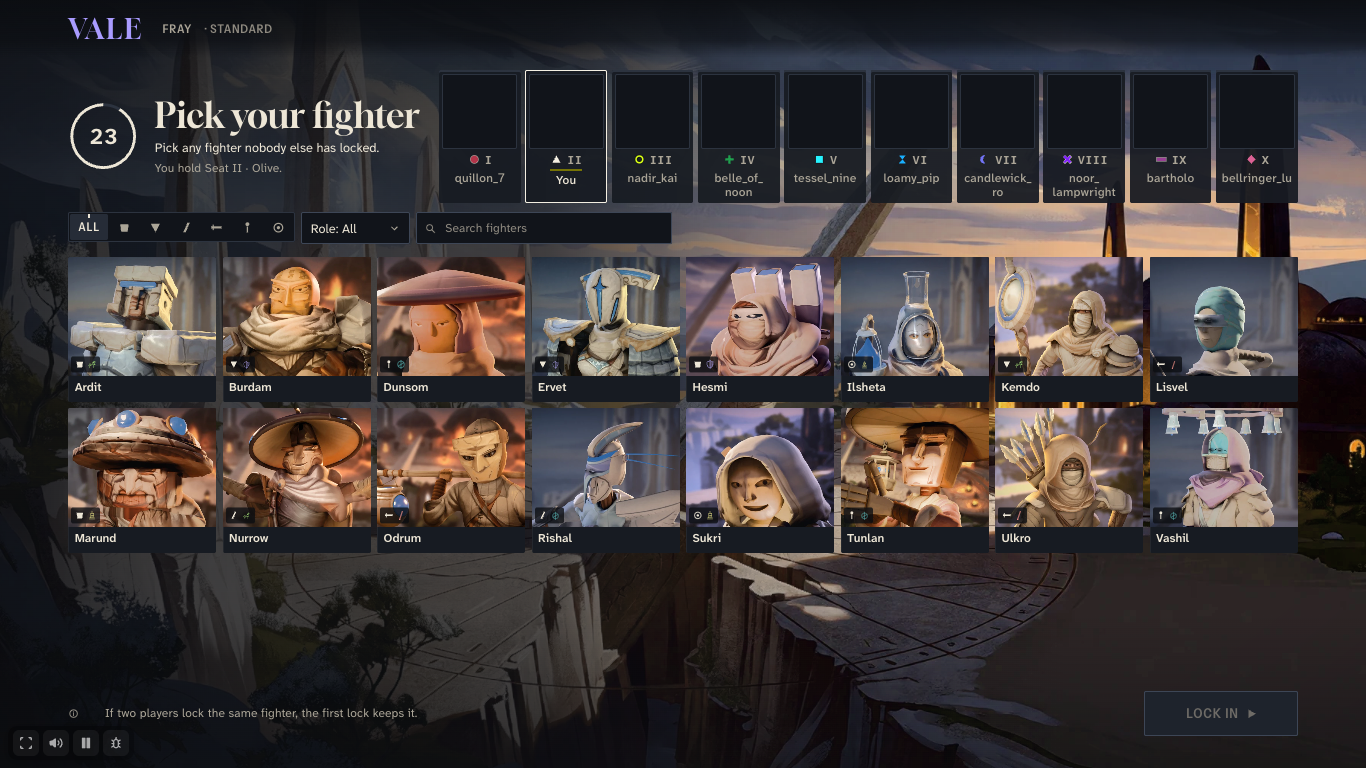 VALE
FRAY · STANDARD
23
Pick your fighter
Pick any fighter nobody else has locked.
You hold Seat II · Olive.
I
quillon_7
II
You
III
nadir_kai
IV
belle_of_
noon
V
tessel_nine
VI
loamy_pip
VII
candlewick_
ro
VIII
noor_
lampwright
IX
bartholo
X
bellringer_lu
ALL
Role: All
Search fighters
Ardit
Burdam
Dunsom
Ervet
Hesmi
Ilsheta
Kemdo
Lisvel
Marund
Nurrow
Odrum
Rishal
Sukri
Tunlan
Ulkro
Vashil
If two players lock the same fighter, the first lock keeps it.
LOCK IN